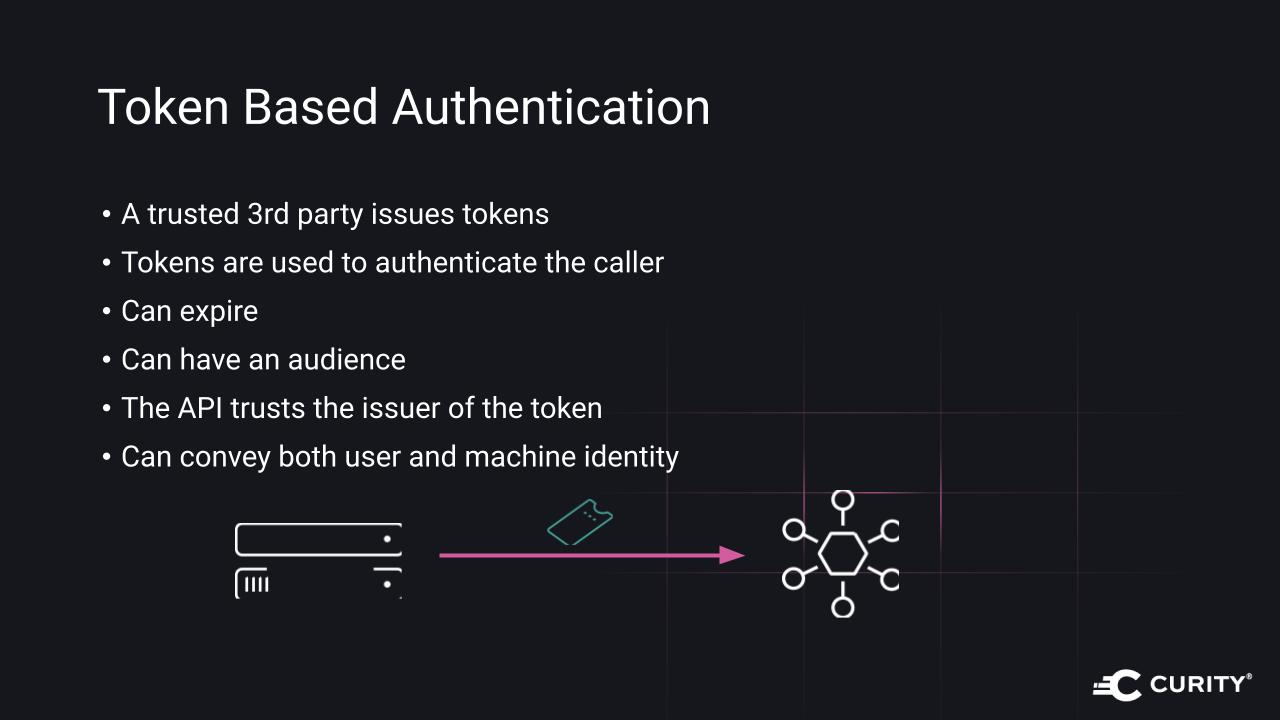 Token Based Authentication
• A trusted 3rd party issues tokens
• Tokens are used to authenticate the caller
• Can expire
• Can have an audience
• The API trusts the issuer of the token
• Can convey both user and machine identity
CURITY®